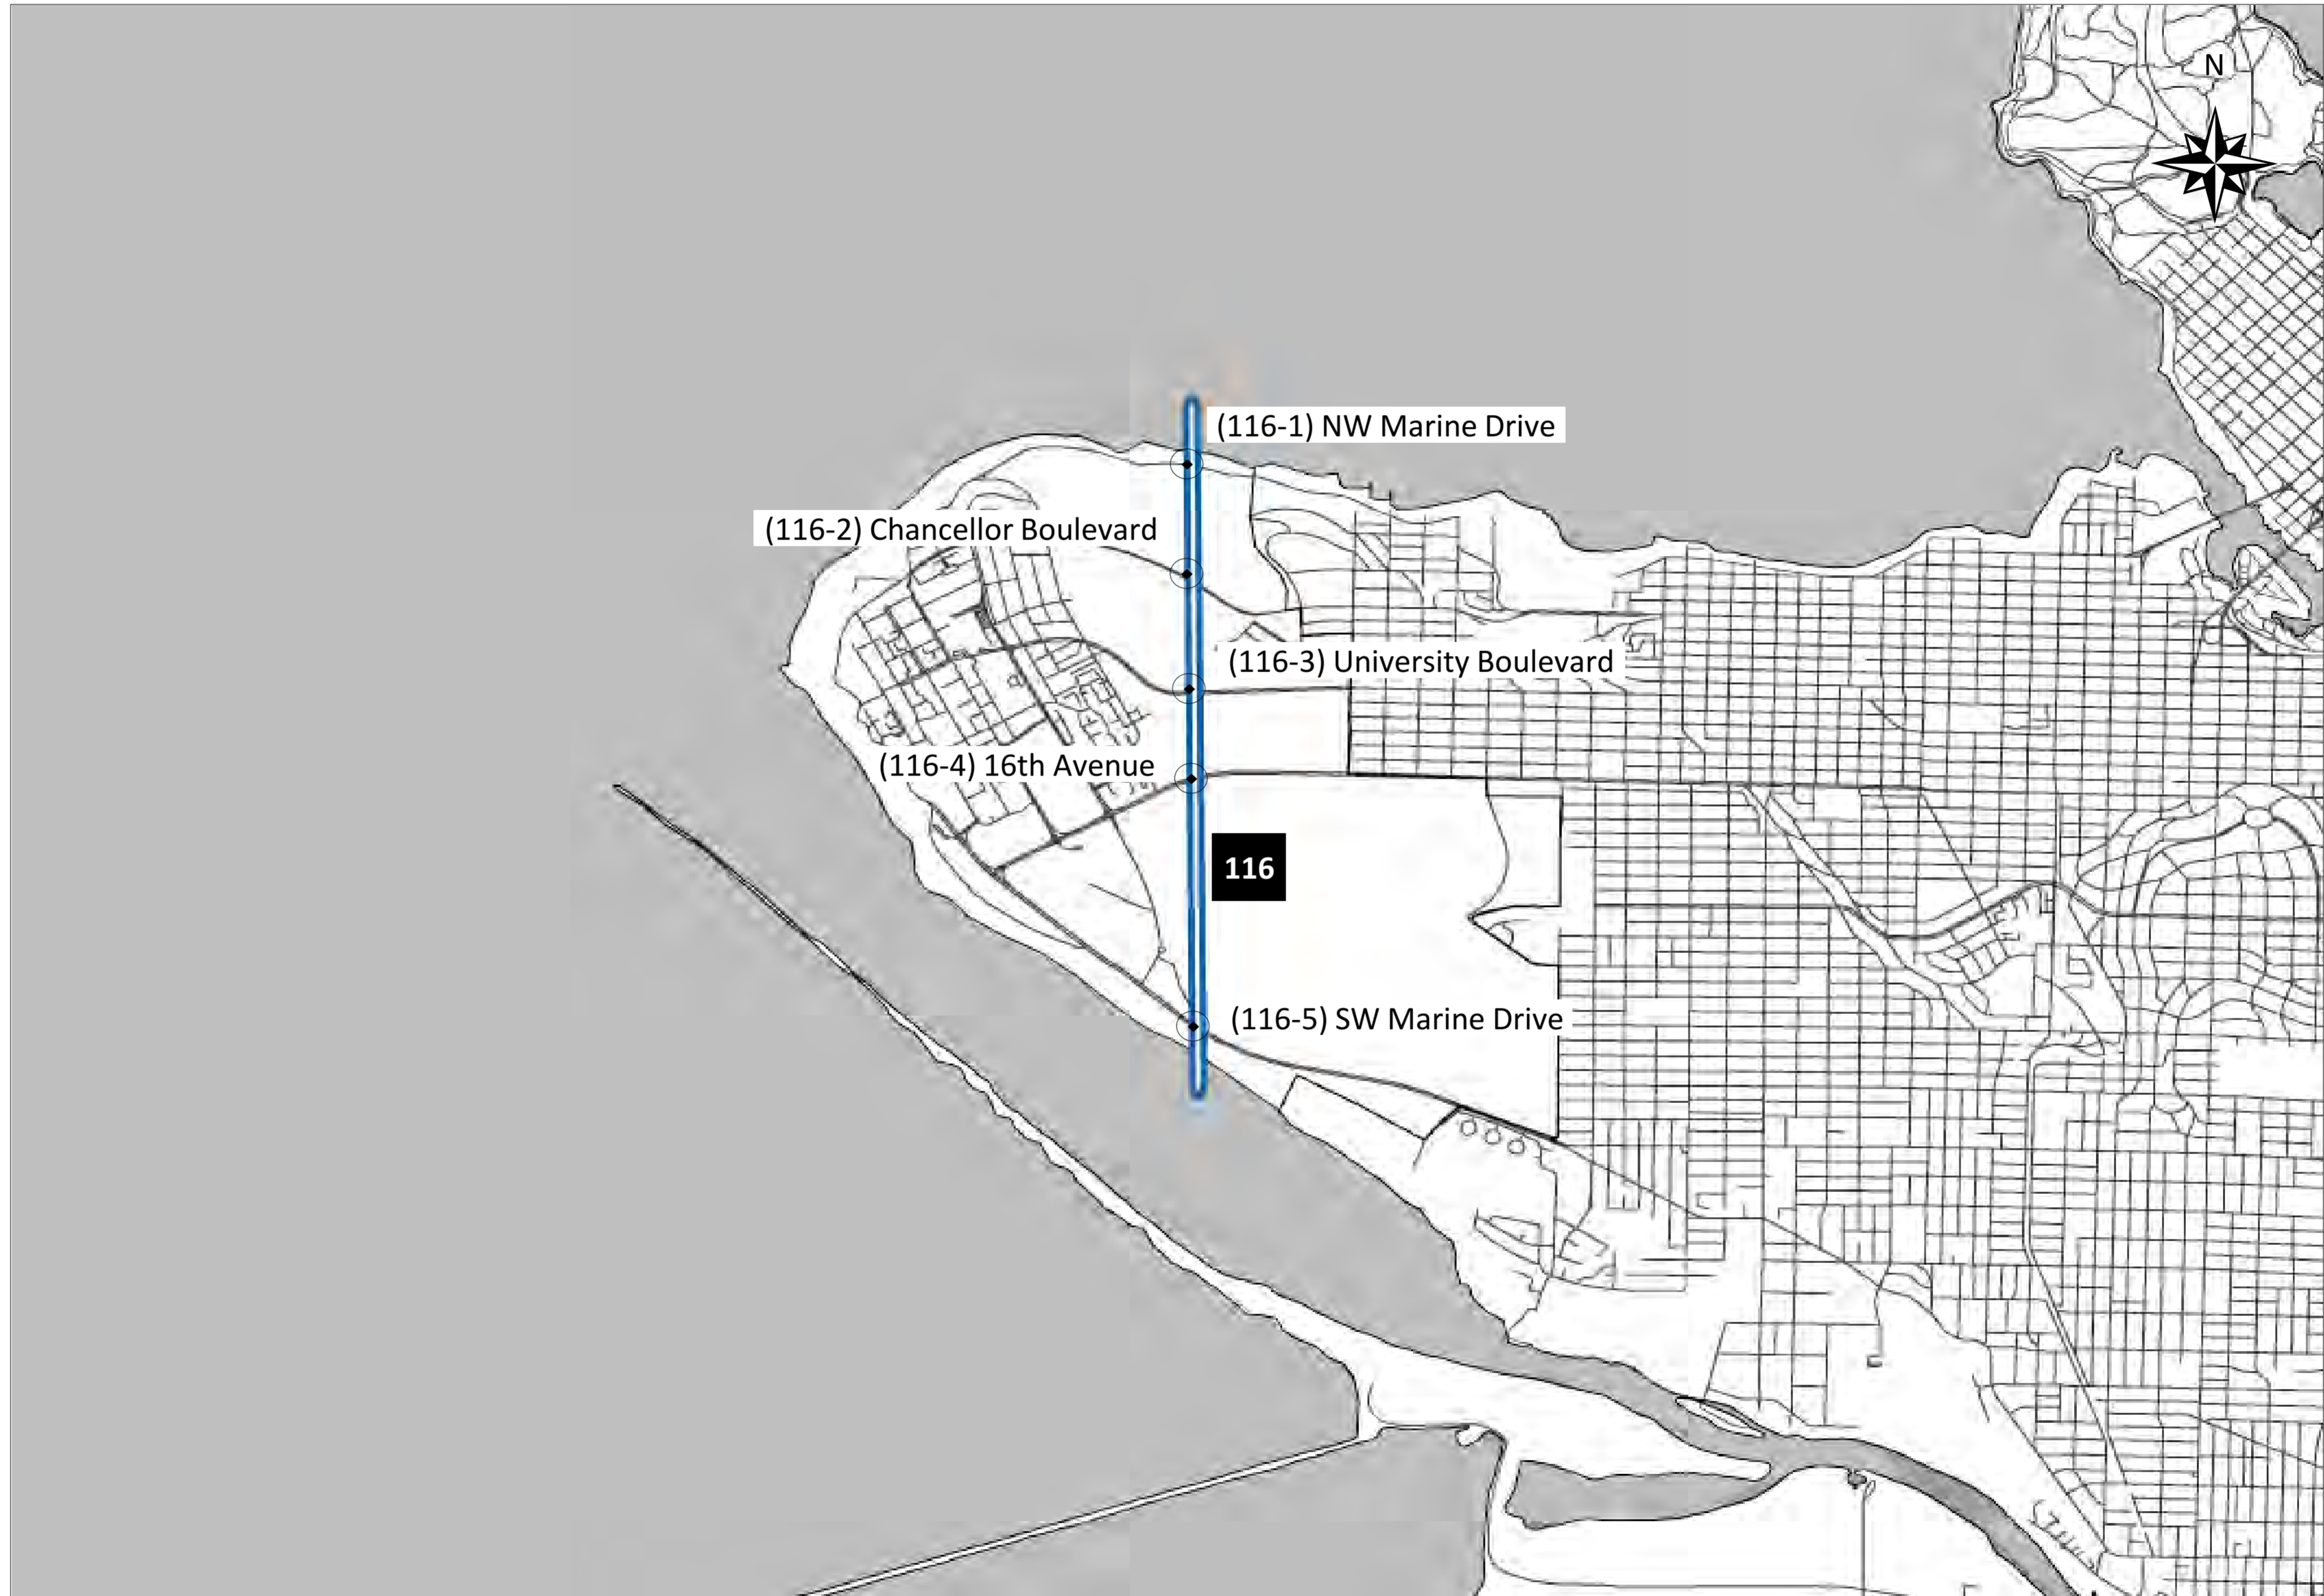 N
(116-1) NW Marine Drive
(116-2) Chancellor Boulevard
(116-3) University Boulevard
(116-4) 16th Avenue
116
(116-5) SW Marine Drive